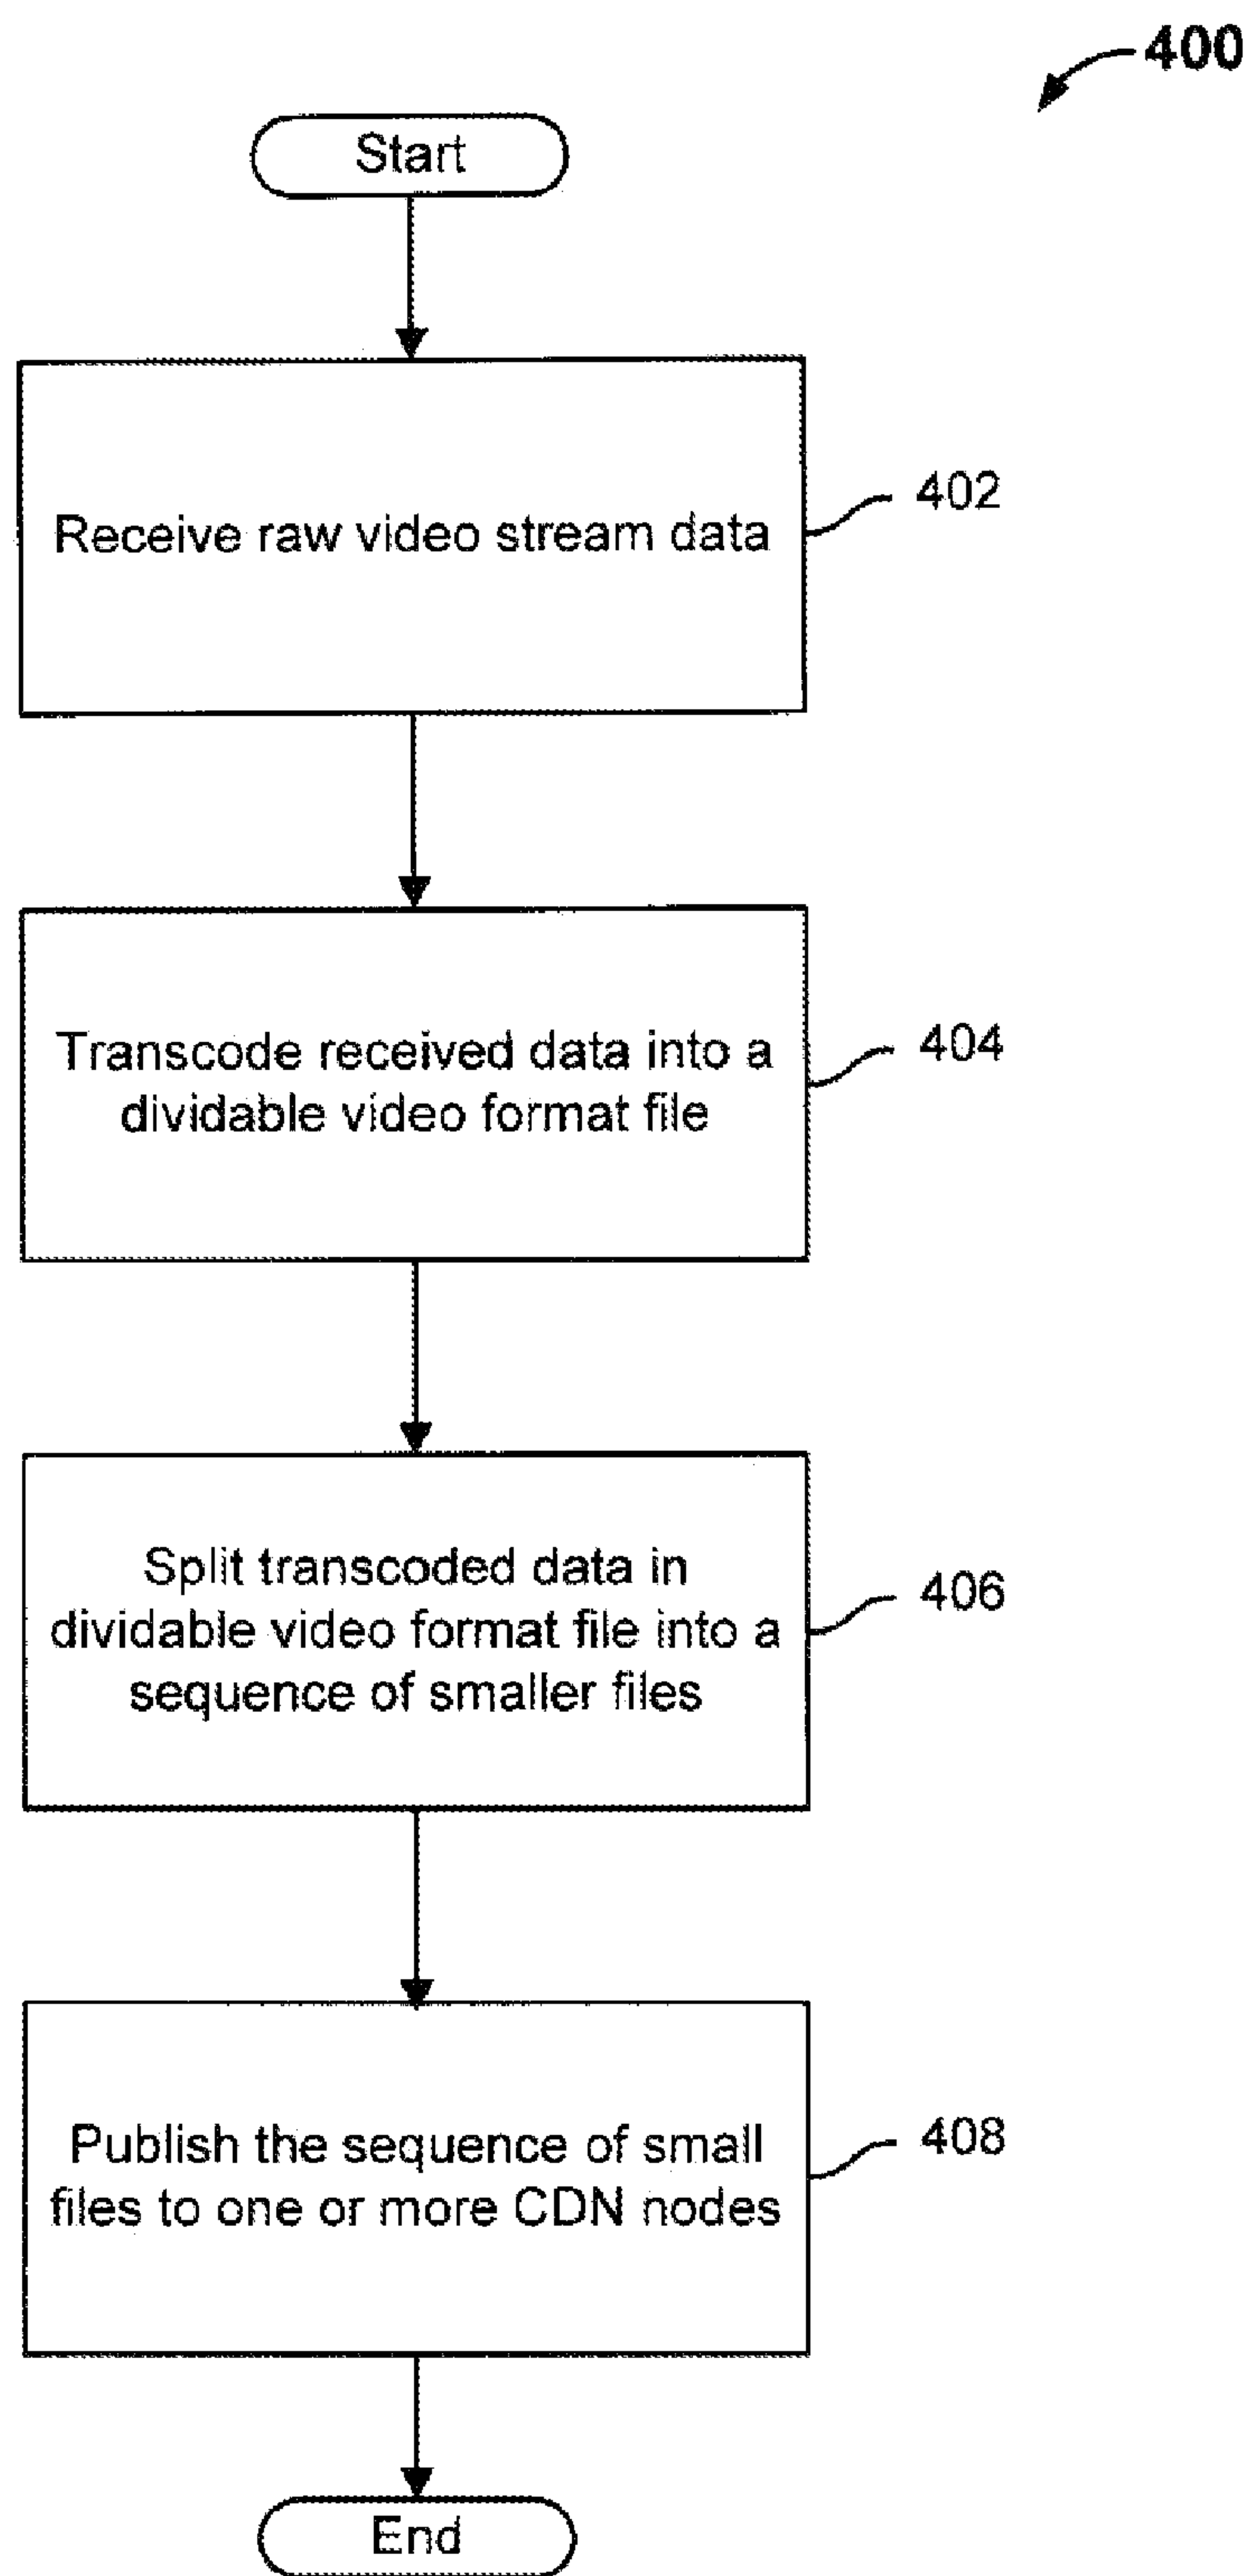 400
Start
Receive raw video stream data
402
Transcode received data into a
dividable video format file
404
Split transcoded data in
dividable video format file into a
sequence of smaller files
406
Publish the sequence of small
files to one or more CDN nodes
408
End